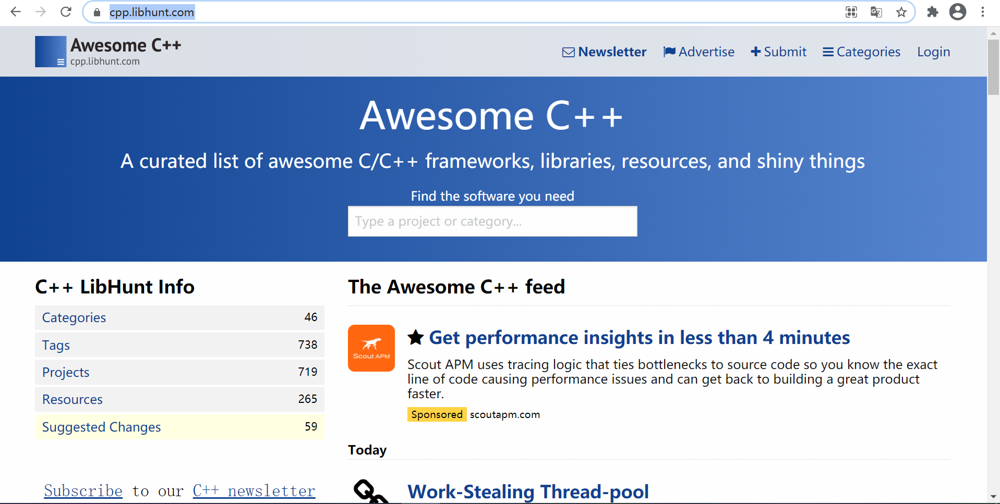 cpp.libhunt.com
Awesome C++
cpp.libhunt.com
Newsletter Advertise Submit Categories Login
Awesome C++
A curated list of awesome C/C++ frameworks, libraries, resources, and shiny things
Find the software you need
Type a project or category...
C++ LibHunt Info
Categories 46
Tags 738
Projects 719
Resources 265
Suggested Changes 59
Subscribe to our C++ newsletter
The Awesome C++ feed
Scout APM
Get performance insights in less than 4 minutes
Scout APM uses tracing logic that ties bottlenecks to source code so you know the exact
line of code causing performance issues and can get back to building a great product
faster.
Sponsored scoutapm.com
Today
Work-Stealing Thread-pool